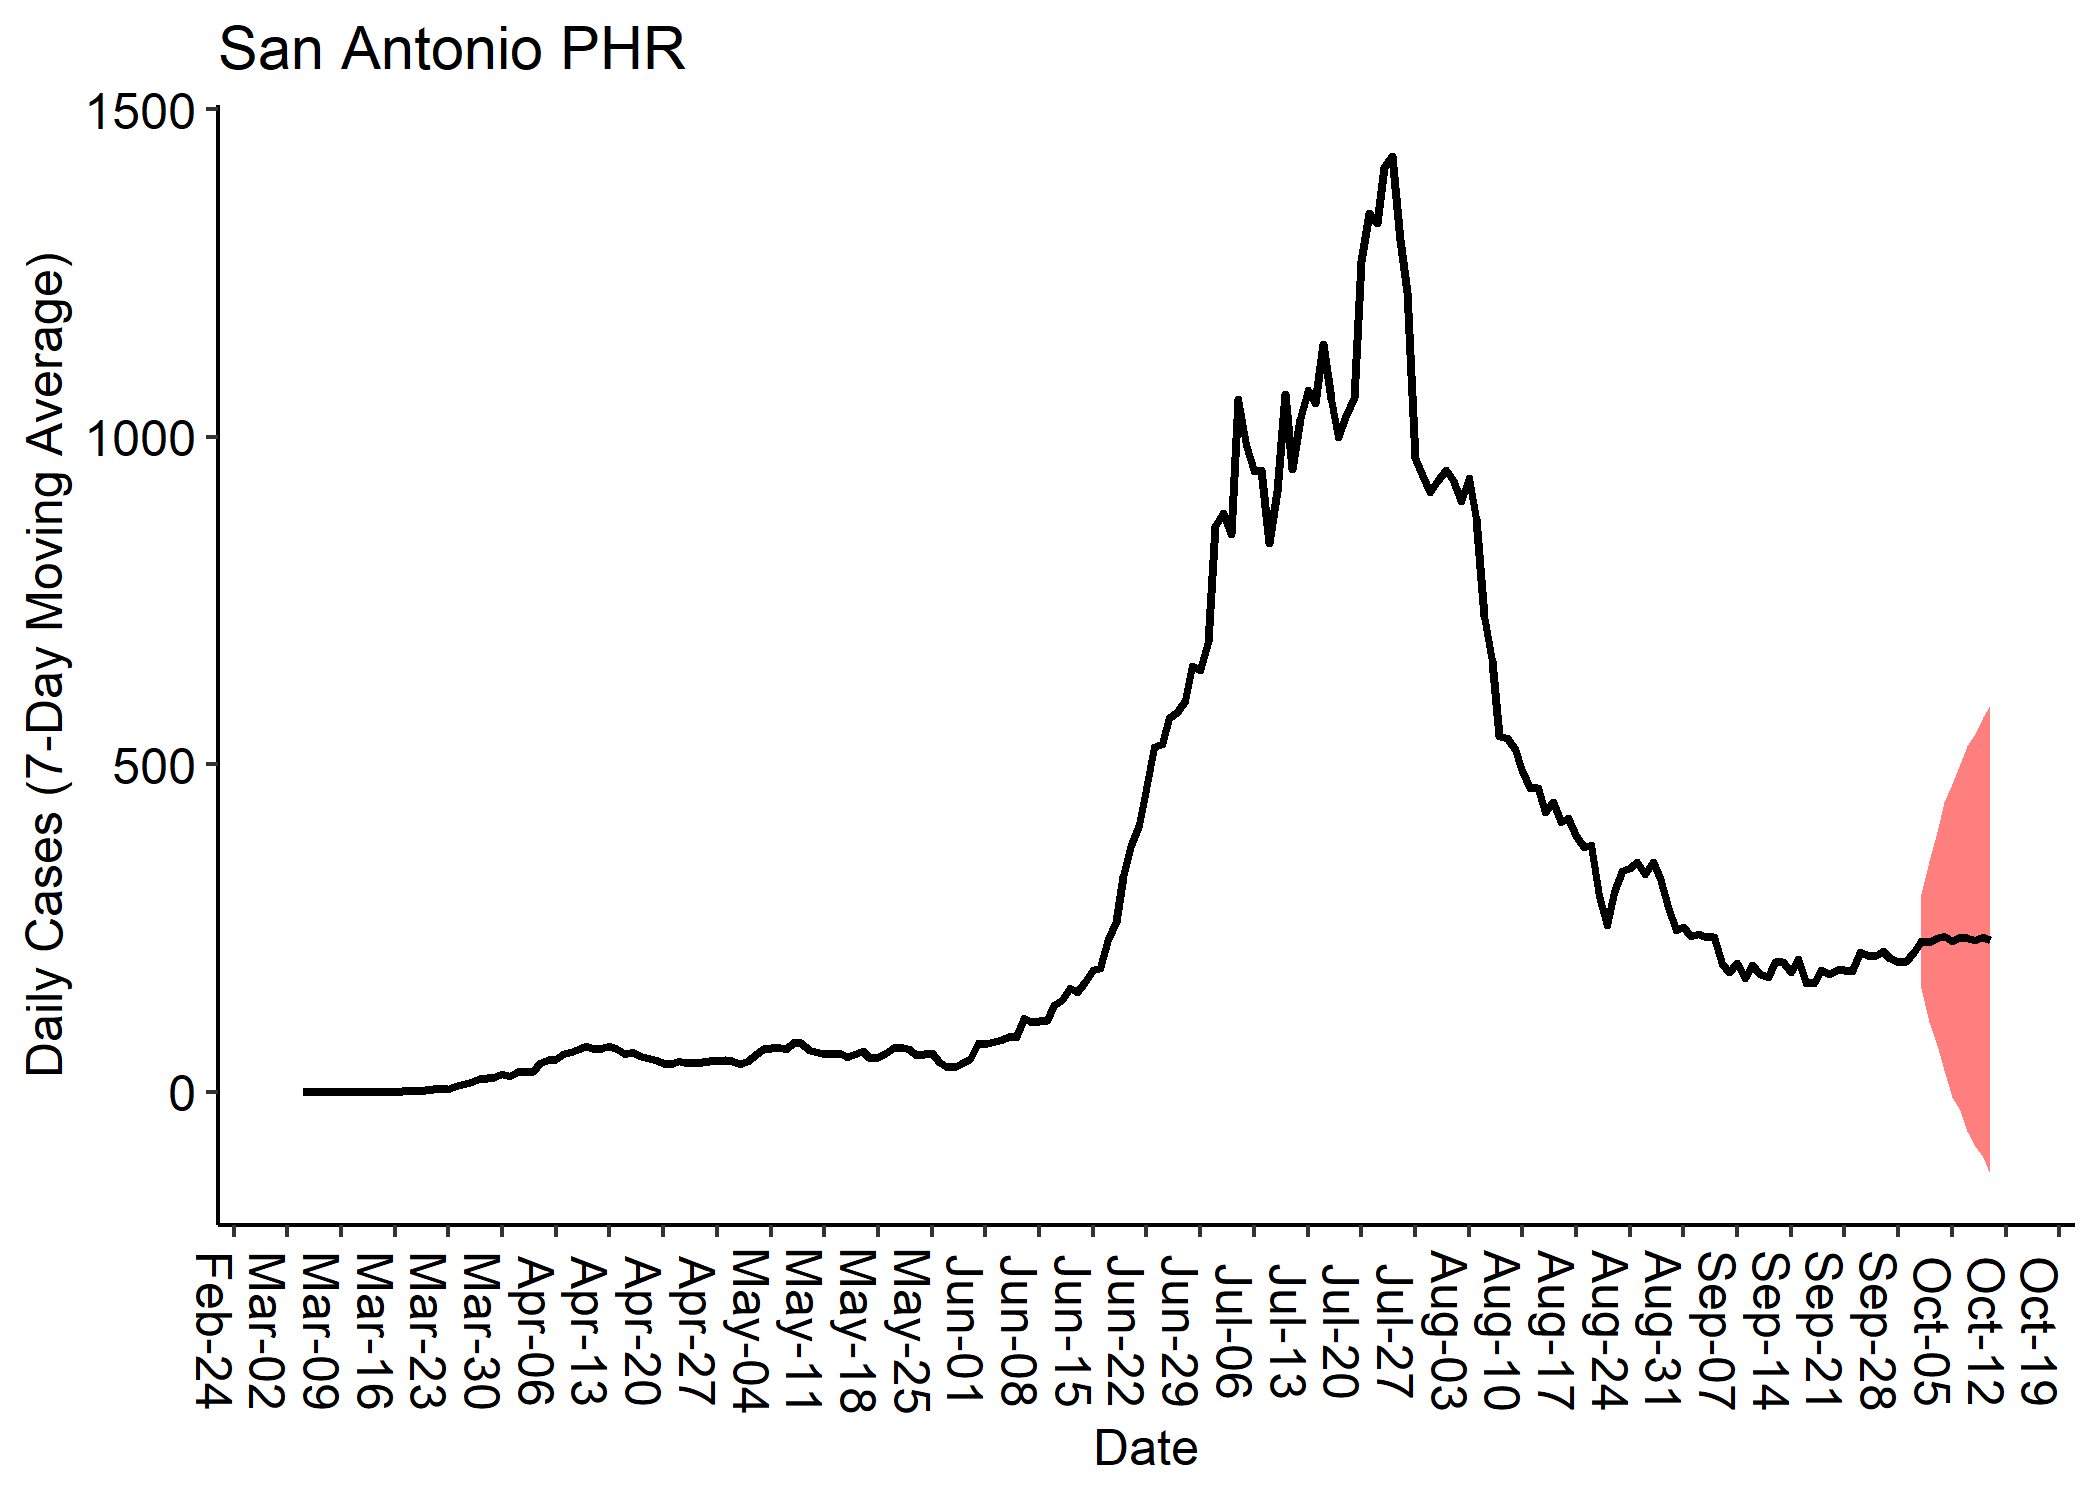 San Antonio PHR
1500
1000
500
0
Daily Cases (7-Day Moving Average)
Feb-24
Mar-02
Mar-09
Mar-16
Mar-23
Mar-30
Apr-06
Apr-13
Apr-20
Apr-27
May-04
May-11
May-18
May-25
Jun-01
Jun-08
Jun-15
Jun-22
Jun-29
Jul-06
Jul-13
Jul-20
Jul-27
Aug-03
Aug-10
Aug-17
Aug-24
Aug-31
Sep-07
Sep-14
Sep-21
Sep-28
Oct-05
Oct-12
Oct-19
Date